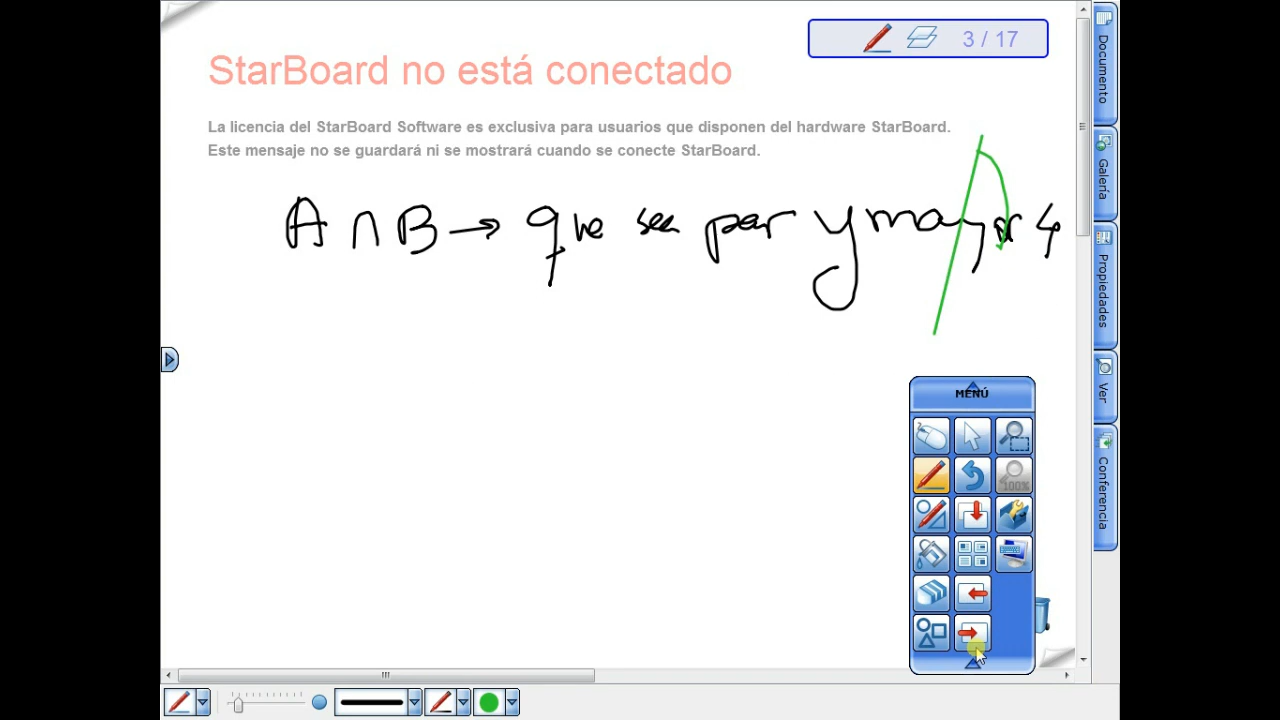 3 / 17
StarBoard no está conectado
La licencia del StarBoard Software es exclusiva para usuarios que disponen del hardware StarBoard.
Este mensaje no se guardará ni se mostrará cuando se conecte StarBoard.
A ∩ B → que sea par y mayor 4
MENÚ
100%
Documento
Galería
Propiedades
Ver
Conferencia